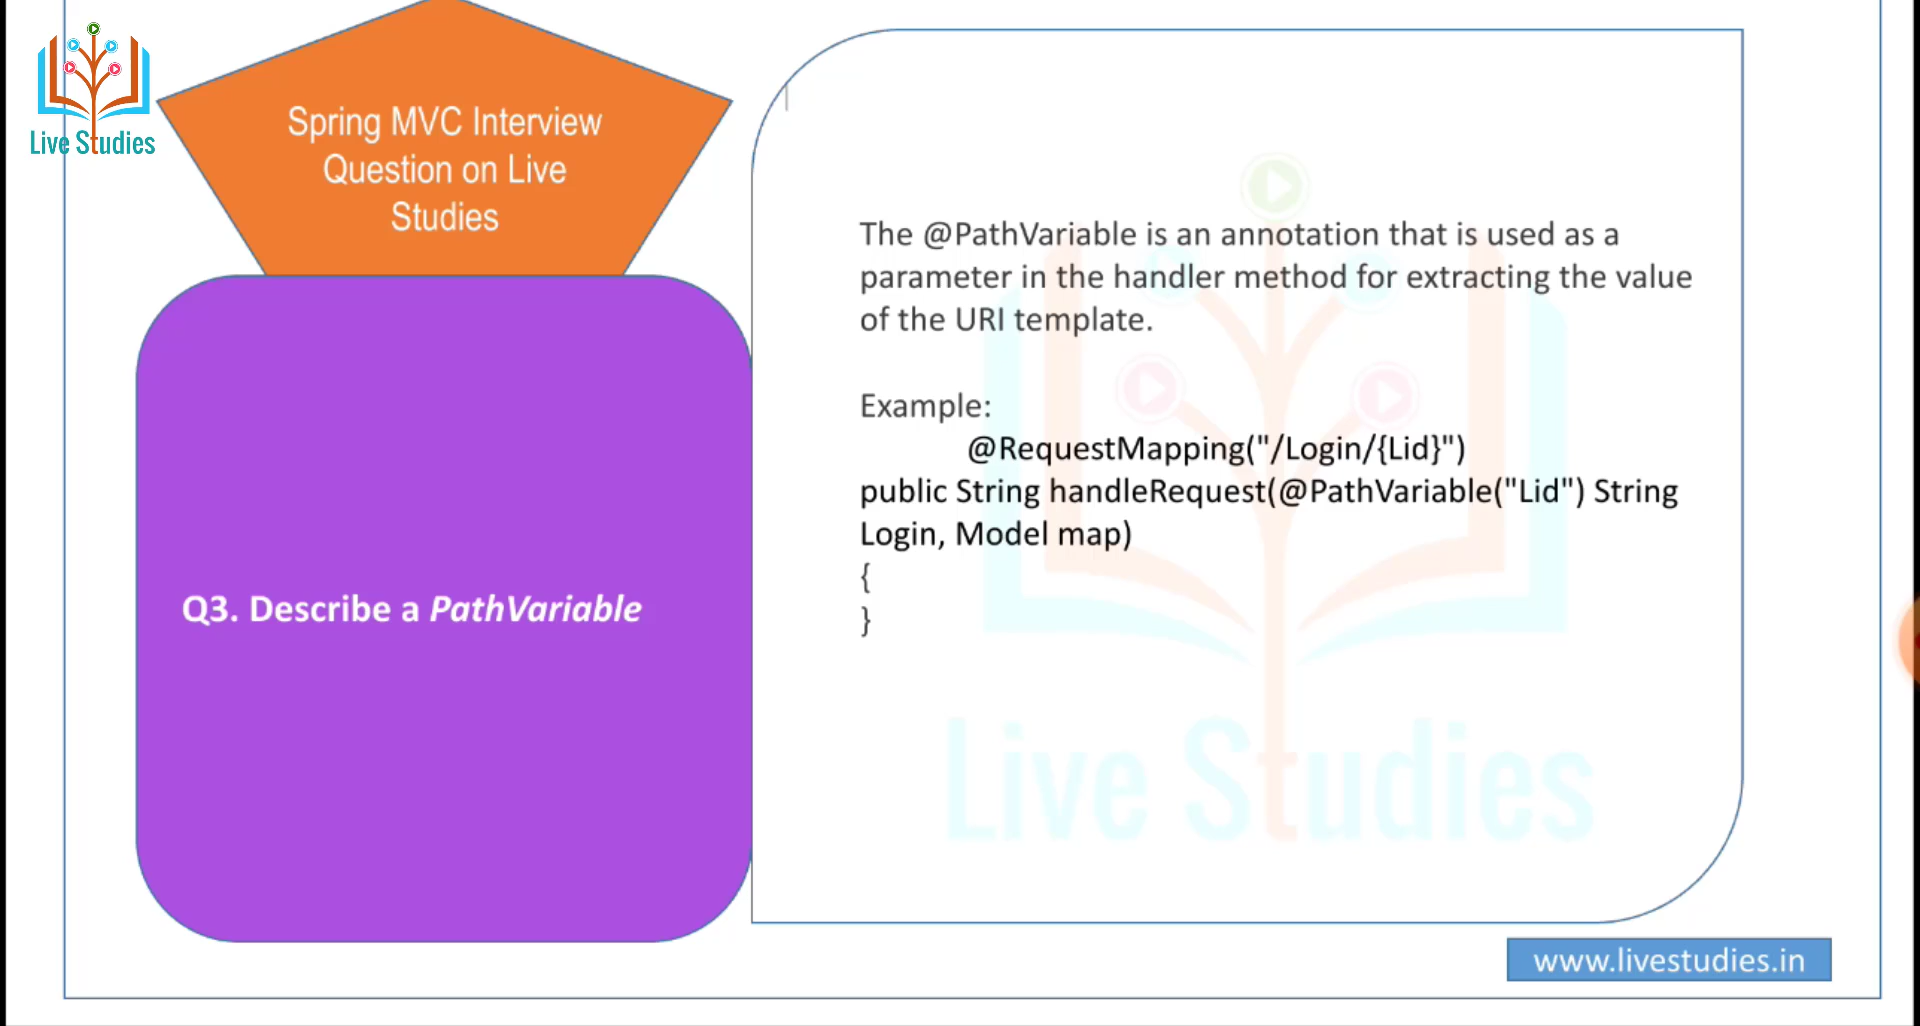 Live Studies
Spring MVC Interview
Question on Live
Studies
Q3. Describe a PathVariable
The @PathVariable is an annotation that is used as a
parameter in the handler method for extracting the value
of the URI template.
Example:
@RequestMapping("/Login/{Lid}")
public String handleRequest(@PathVariable("Lid") String
Login, Model map)
{
}
Live Studies
www.livestudies.in